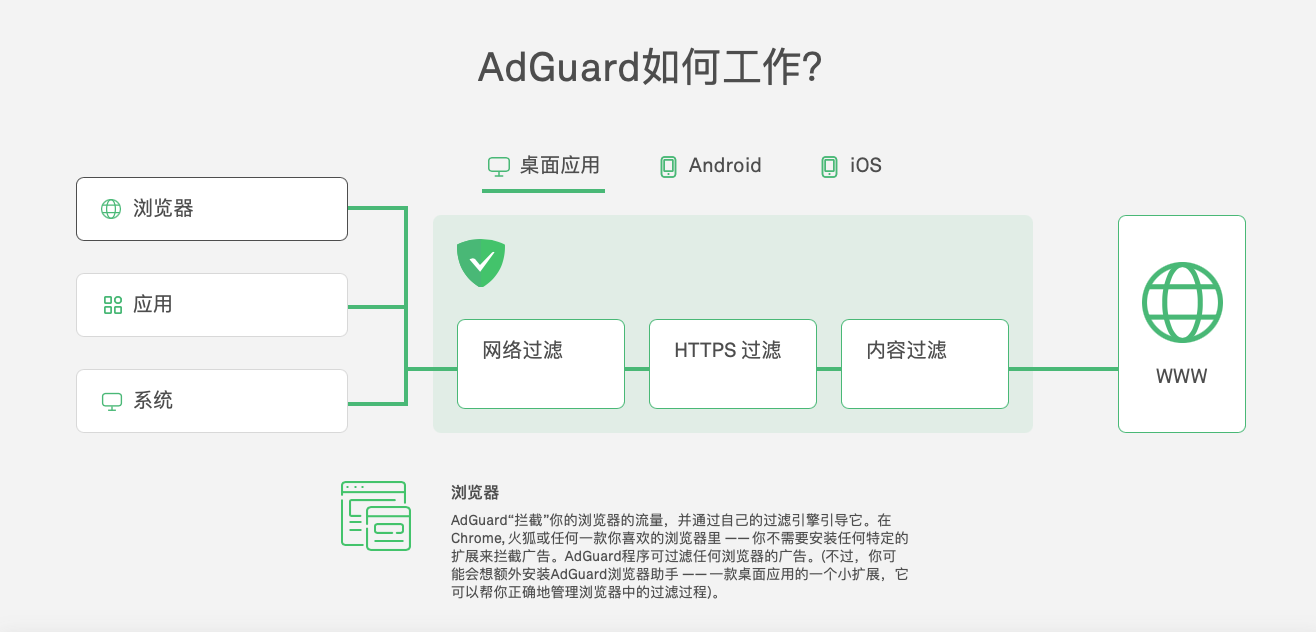 AdGuard如何工作?
桌面应用
Android
iOS
浏览器
应用
系统
网络过滤
HTTPS 过滤
内容过滤
WWW
浏览器
AdGuard“拦截”你的浏览器的流量，并通过自己的过滤引擎引导它。在
Chrome, 火狐或任何一款你喜欢的浏览器里 —— 你不需要安装任何特定的
扩展来拦截广告。AdGuard程序可过滤任何浏览器的广告。(不过，你可
能会想额外安装AdGuard浏览器助手 —— 一款桌面应用的一个小扩展，它
可以帮你正确地管理浏览器中的过滤过程)。